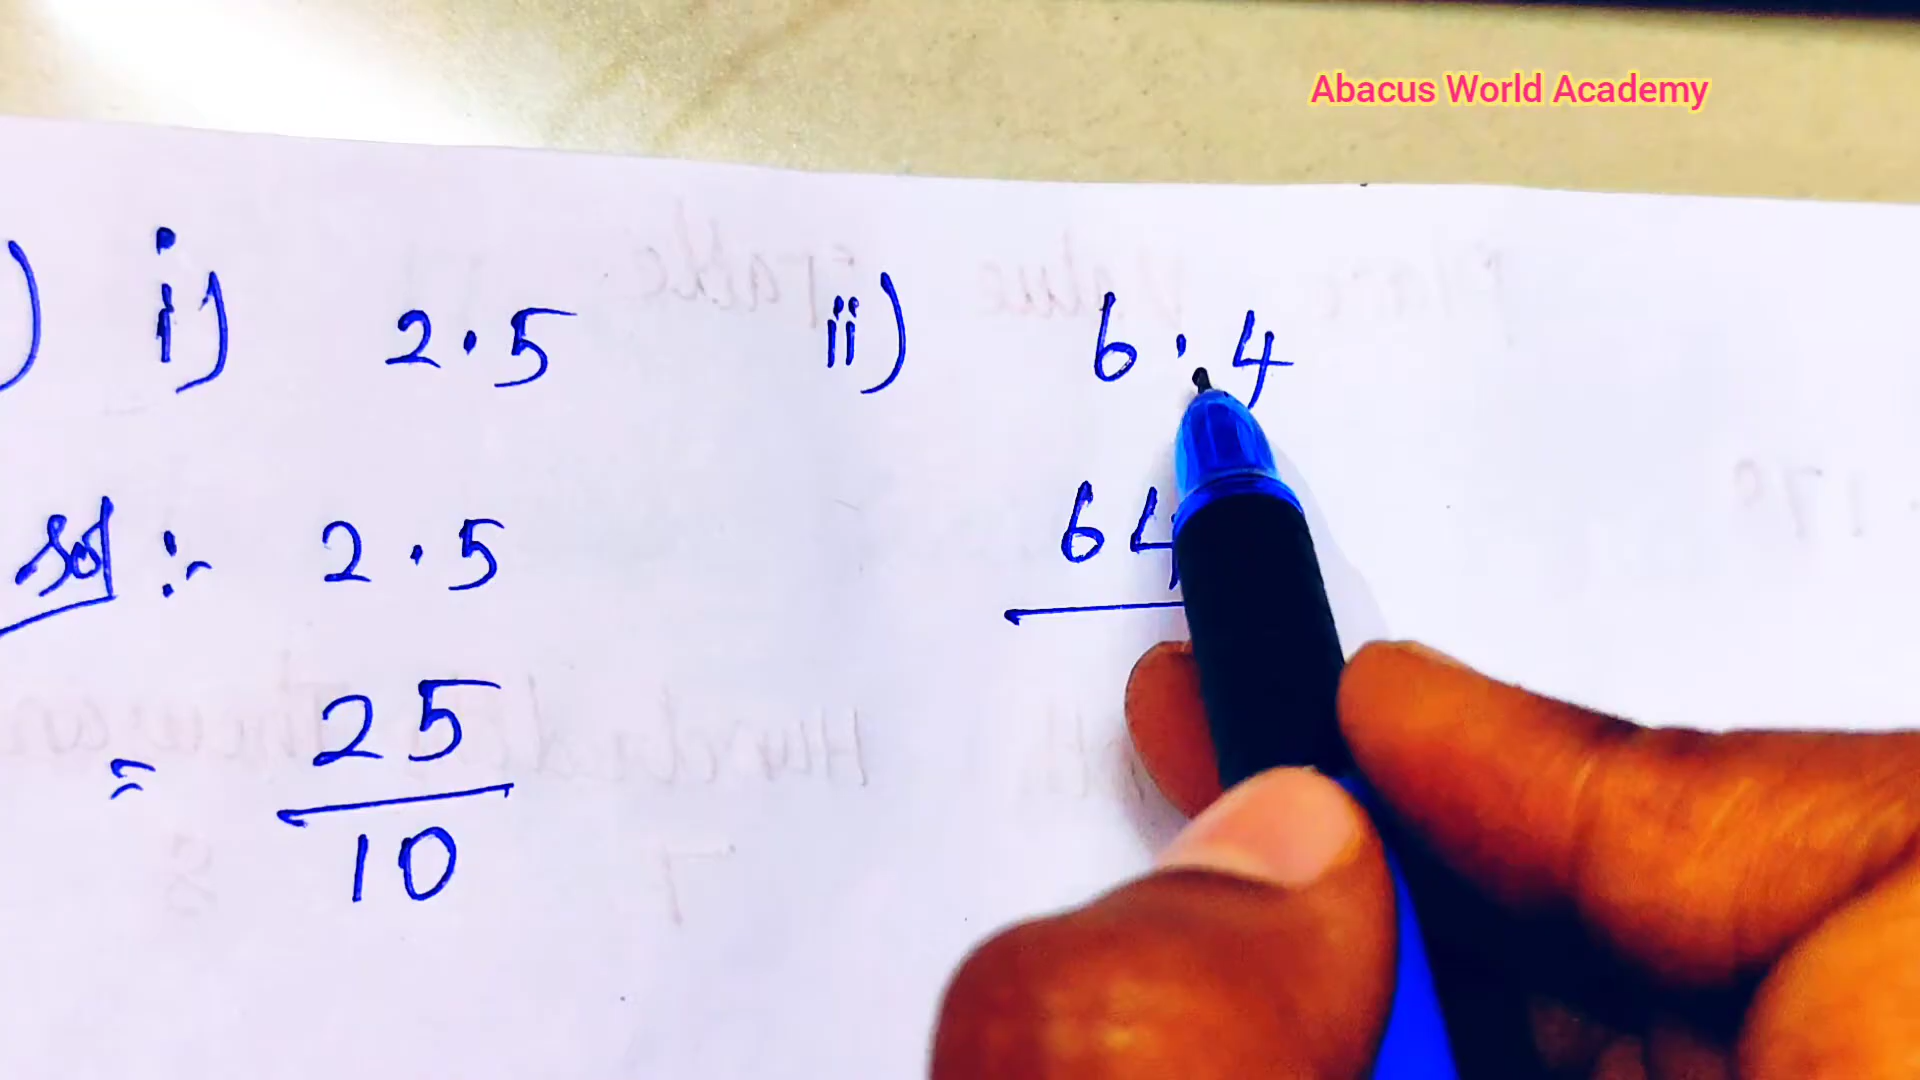 Abacus World Academy
) i) 2.5 ii) 6.4
Sol :- 2.5 64
= 25
10